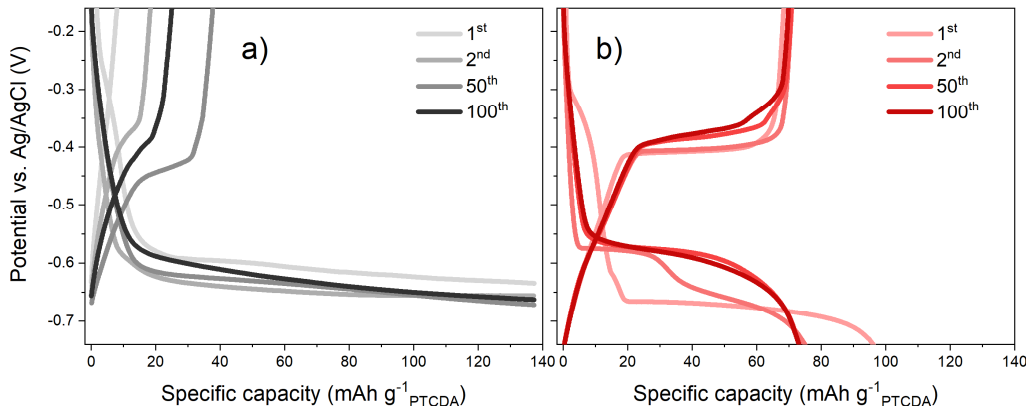 a)
1st
2nd
50th
100th
b)
1st
2nd
50th
100th
-0.2
-0.3
-0.4
-0.5
-0.6
-0.7
Potential vs. Ag/AgCl (V)
0 20 40 60 80 100 120 140
0 20 40 60 80 100 120 140
Specific capacity (mAh g-1PTCDA)
Specific capacity (mAh g-1PTCDA)